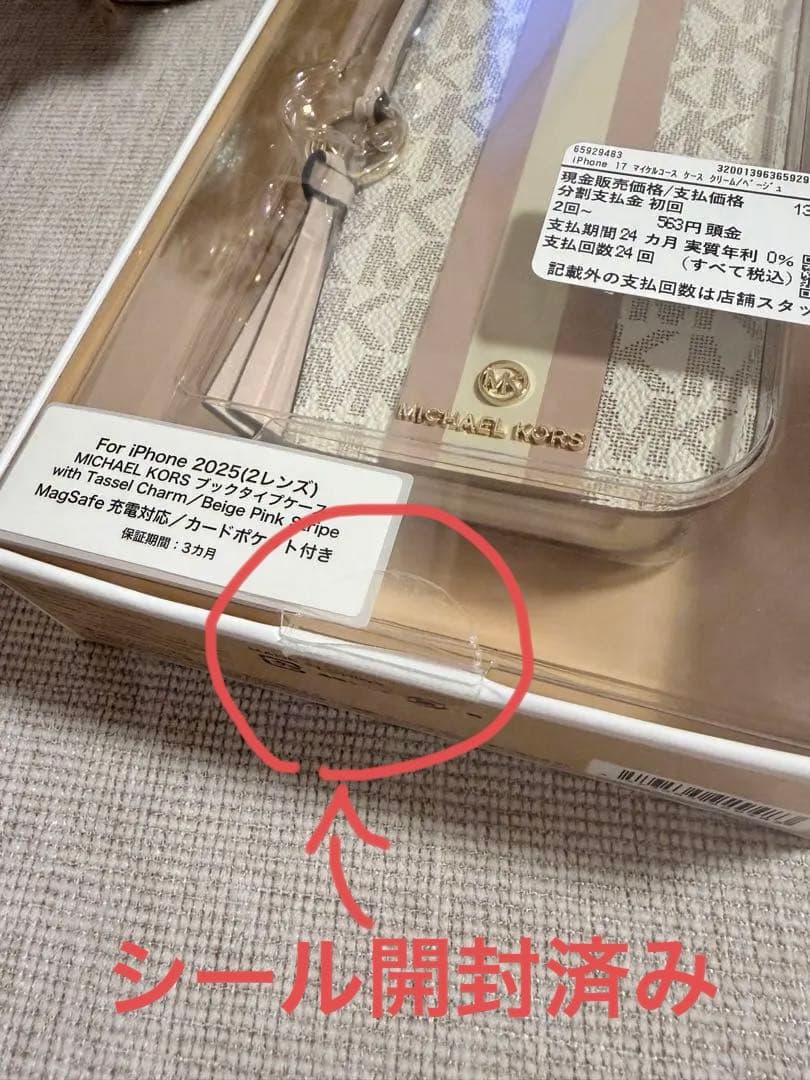 65929483 32001396365929
iPhone 17 マイケルコース ケース クリーム/ベージュ
現金販売価格/支払価格 13
分割支払金 初回
2回~ 563円 頭金
支払期間 24 カ月 実質年利 0%
支払回数 24 回 (すべて税込)
記載外の支払回数は店舗スタッ
MK
MICHAEL KORS
For iPhone 2025(2レンズ)
MICHAEL KORS ブックタイプケース
with Tassel Charm/Beige Pink Stripe
MagSafe 充電対応/カードポケット付き
保証期間:3カ月
シール開封済み